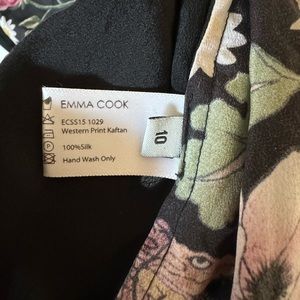 EMMA COOK
ECSS15 1029
Western Print Kaftan
100%Silk
Hand Wash Only
10